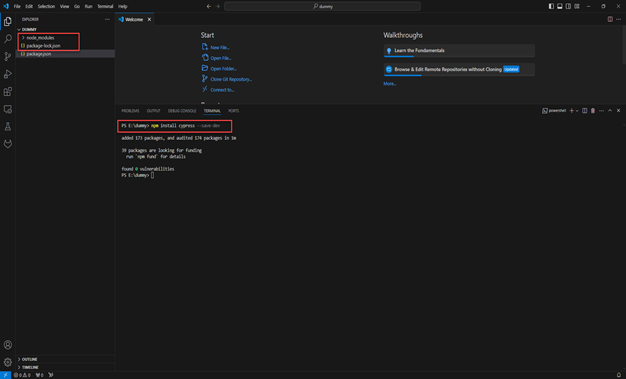 File Edit Selection View Go Run Terminal Help
dummy
EXPLORER
DUMMY
node_modules
package-lock.json
package.json
OUTLINE
TIMELINE
Welcome
Start
New File...
Open File...
Open Folder...
Clone Git Repository...
Connect to...
Walkthroughs
Learn the Fundamentals
Browse & Edit Remote Repositories without Cloning Updated
More...
PROBLEMS OUTPUT DEBUG CONSOLE TERMINAL PORTS
powershell
PS E:\dummy> npm install cypress --save-dev
added 173 packages, and audited 174 packages in 1m
39 packages are looking for funding
run `npm fund` for details
found 0 vulnerabilities
PS E:\dummy>
0 0 0